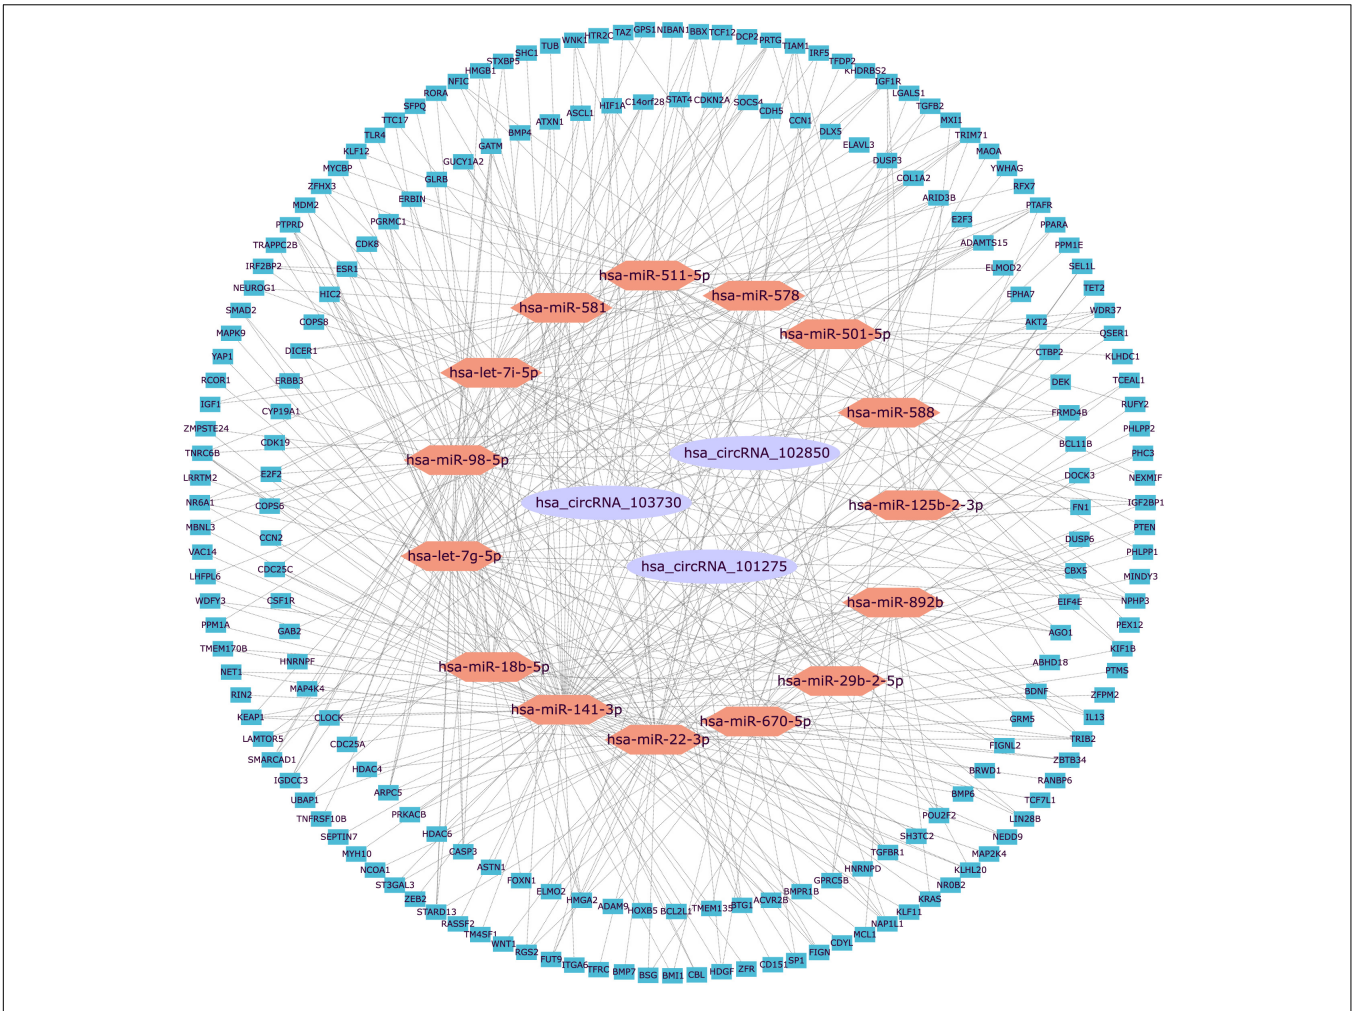 GPS1
NIBAN1
BBX
TAZ
TCF12
HTR2C
DCP2
WNK1
PRTG
TUB
TIAM1
SHC1
IRF5
STXBP5
TFDP2
HMGB1
KHDRBS2
NFIC
IGF1R
RORA
LGALS1
SFPQ
TGFB2
TTC17
MXI1
TLR4
TRIM71
KLF12
MAOA
MYCBP
YWHAG
ZFHX3
RFX7
MDM2
PTAFR
PTPRD
PPARA
TRAPPC2B
PPM1E
IRF2BP2
SEL1L
NEUROG1
TET2
SMAD2
WDR37
MAPK9
QSER1
YAP1
KLHDC1
RCOR1
TCEAL1
IGF1
RUFY2
ZMPSTE24
PHLPP2
TNRC6B
PHC3
LRRTM2
NEXMIF
NR6A1
IGF2BP1
MBNL3
PTEN
VAC14
PHLPP1
LHFPL6
MINDY3
WDFY3
NPHP3
PPM1A
PEX12
TMEM170B
KIF1B
NET1
PTMS
RIN2
ZFPM2
KEAP1
IL13
LAMTOR5
TRIB2
SMARCAD1
ZBTB34
IGDCC3
RANBP6
UBAP1
TCF7L1
TNFRSF10B
LIN28B
SEPTIN7
NEDD9
MYH10
MAP2K4
NCOA1
KLHL20
ST3GAL3
NR0B2
ZEB2
KRAS
STARD13
KLF11
RASSF2
NAP1L1
TM4SF1
MCL1
WNT1
CDYL
RGS2
FIGN
FUT9
SP1
ITGA6
CD151
TFRC
ZFR
BMP7
HDGF
BSG
CBL
BMI1
STAT4
CDKN2A
C14orf28
SOCS4
HIF1A
CDH5
ASCL1
CCN1
ATXN1
DLX5
BMP4
ELAVL3
GATM
DUSP3
GUCY1A2
COL1A2
GLRB
ARID3B
ERBIN
E2F3
PGRMC1
ADAMTS15
CDK8
ELMOD2
ESR1
EPHA7
HIC2
AKT2
COPS8
CTBP2
DICER1
DEK
ERBB3
FRMD4B
CYP19A1
BCL11B
CDK19
DOCK3
E2F2
FN1
COPS6
DUSP6
CCN2
CBX5
CDC25C
EIF4E
CSF1R
AGO1
GAB2
ABHD18
HNRNPF
BDNF
MAP4K4
GRM5
CLOCK
FIGNL2
CDC25A
BRWD1
HDAC4
BMP6
ARPC5
POU2F2
PRKACB
SH3TC2
HDAC6
TGFBR1
CASP3
HNRNPD
ASTN1
GPRC5B
FOXN1
BMPR1B
ELMO2
ACVR2B
HMGA2
BTG1
ADAM9
TMEM135
HOXB5
BCL2L1
hsa-miR-511-5p
hsa-miR-578
hsa-miR-581
hsa-miR-501-5p
hsa-let-7i-5p
hsa-miR-588
hsa-miR-98-5p
hsa_circRNA_102850
hsa_circRNA_103730
hsa-miR-125b-2-3p
hsa-let-7g-5p
hsa_circRNA_101275
hsa-miR-892b
hsa-miR-18b-5p
hsa-miR-29b-2-5p
hsa-miR-141-3p
hsa-miR-670-5p
hsa-miR-22-3p